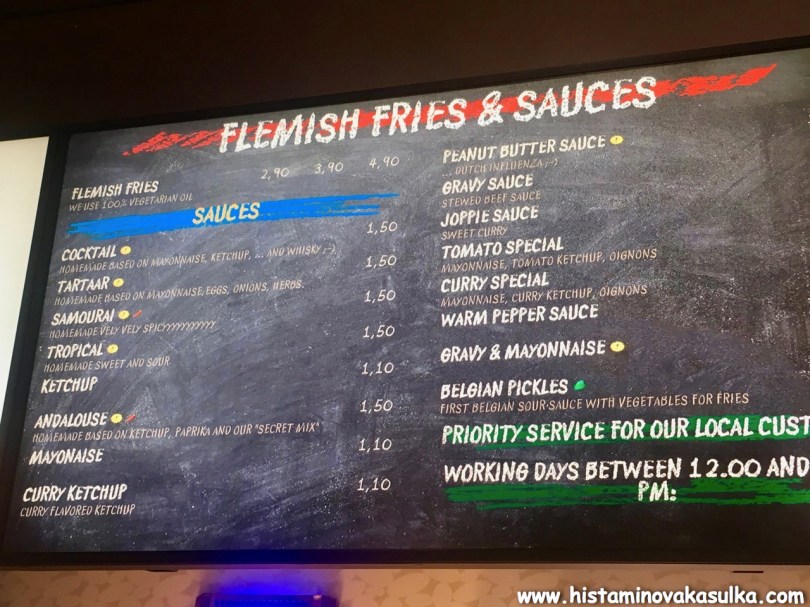 FLEMISH FRIES & SAUCES
FLEMISH FRIES 2,90 3,90 4,90
WE USE 100% VEGETARIAN OIL
SAUCES
COCKTAIL 1,50
HOMEMADE BASED ON MAYONNAISE, KETCHUP, ... AND WHISKY ;-)
TARTAAR 1,50
HOMEMADE BASED ON MAYONNAISE, EGGS, ONIONS, HERBS.
SAMOURAI 1,50
HOMEMADE VELY VELY SPICYYYYYYYYYYY
TROPICAL 1,50
HOMEMADE SWEET AND SOUR
KETCHUP 1,10
ANDALOUSE 1,50
HOMEMADE BASED ON KETCHUP, PAPRIKA AND OUR "SECRET MIX"
MAYONAISE 1,10
CURRY KETCHUP 1,10
CURRY FLAVORED KETCHUP
PEANUT BUTTER SAUCE
... DUTCH INFLUENZA ;-)
GRAVY SAUCE
STEWED BEEF SAUCE
JOPPIE SAUCE
SWEET CURRY
TOMATO SPECIAL
MAYONNAISE, TOMATO KETCHUP, OIGNONS
CURRY SPECIAL
MAYONNAISE, CURRY KETCHUP, OIGNONS
WARM PEPPER SAUCE
GRAVY & MAYONNAISE
BELGIAN PICKLES
FIRST BELGIAN SOUR-SAUCE WITH VEGETABLES FOR FRIES
PRIORITY SERVICE FOR OUR LOCAL CUST
WORKING DAYS BETWEEN 12.00 AND
PM:
www.histaminovakasulka.com